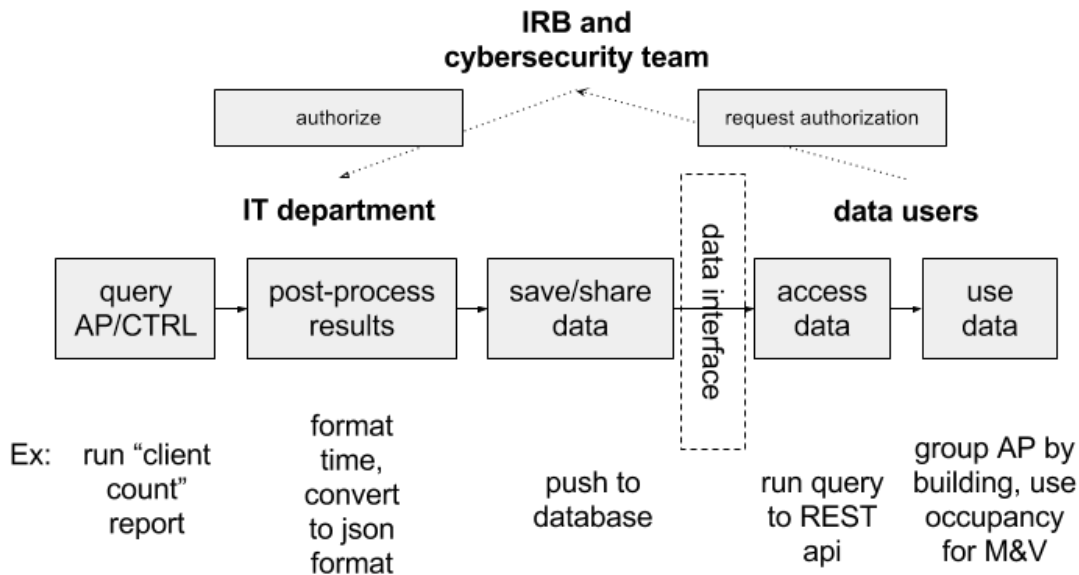 IRB and
cybersecurity team
authorize
request authorization
IT department
data users
query
AP/CTRL
post-process
results
save/share
data
data interface
access
data
use
data
Ex:
run “client
count”
report
format
time,
convert
to json
format
push to
database
run query
to REST
api
group AP by
building, use
occupancy
for M&V